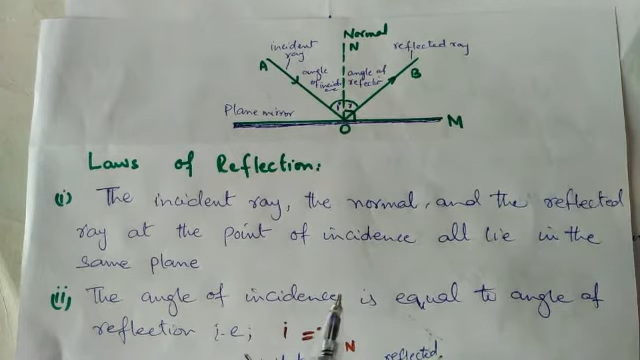 Normal
N
incident ray
reflected ray
A
angle of
angle of
B
Plane mirror
O
M
Laws of Reflection:
(i) The incident ray, the normal, and the reflected
ray at the point of incidence all lie in the
same plane
(ii) The angle of incidence is equal to angle of
reflection i.e; i =
N
reflected.